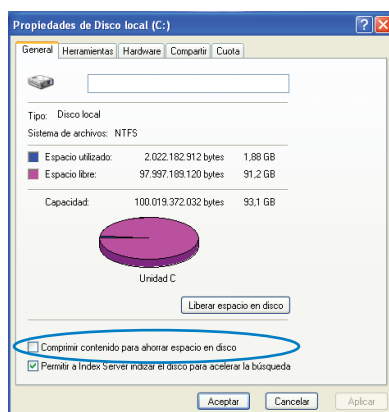 Propiedades de Disco local (C:)
General Herramientas Hardware Compartir Cuota
Tipo: Disco local
Sistema de archivos: NTFS
Espacio utilizado: 2.022.182.912 bytes 1,88 GB
Espacio libre: 97.997.189.120 bytes 91,2 GB
Capacidad: 100.019.372.032 bytes 93,1 GB
Unidad C
Liberar espacio en disco
Comprimir contenido para ahorrar espacio en disco
Permitir a Index Server indizar el disco para acelerar la búsqueda
Aceptar Cancelar Aplicar